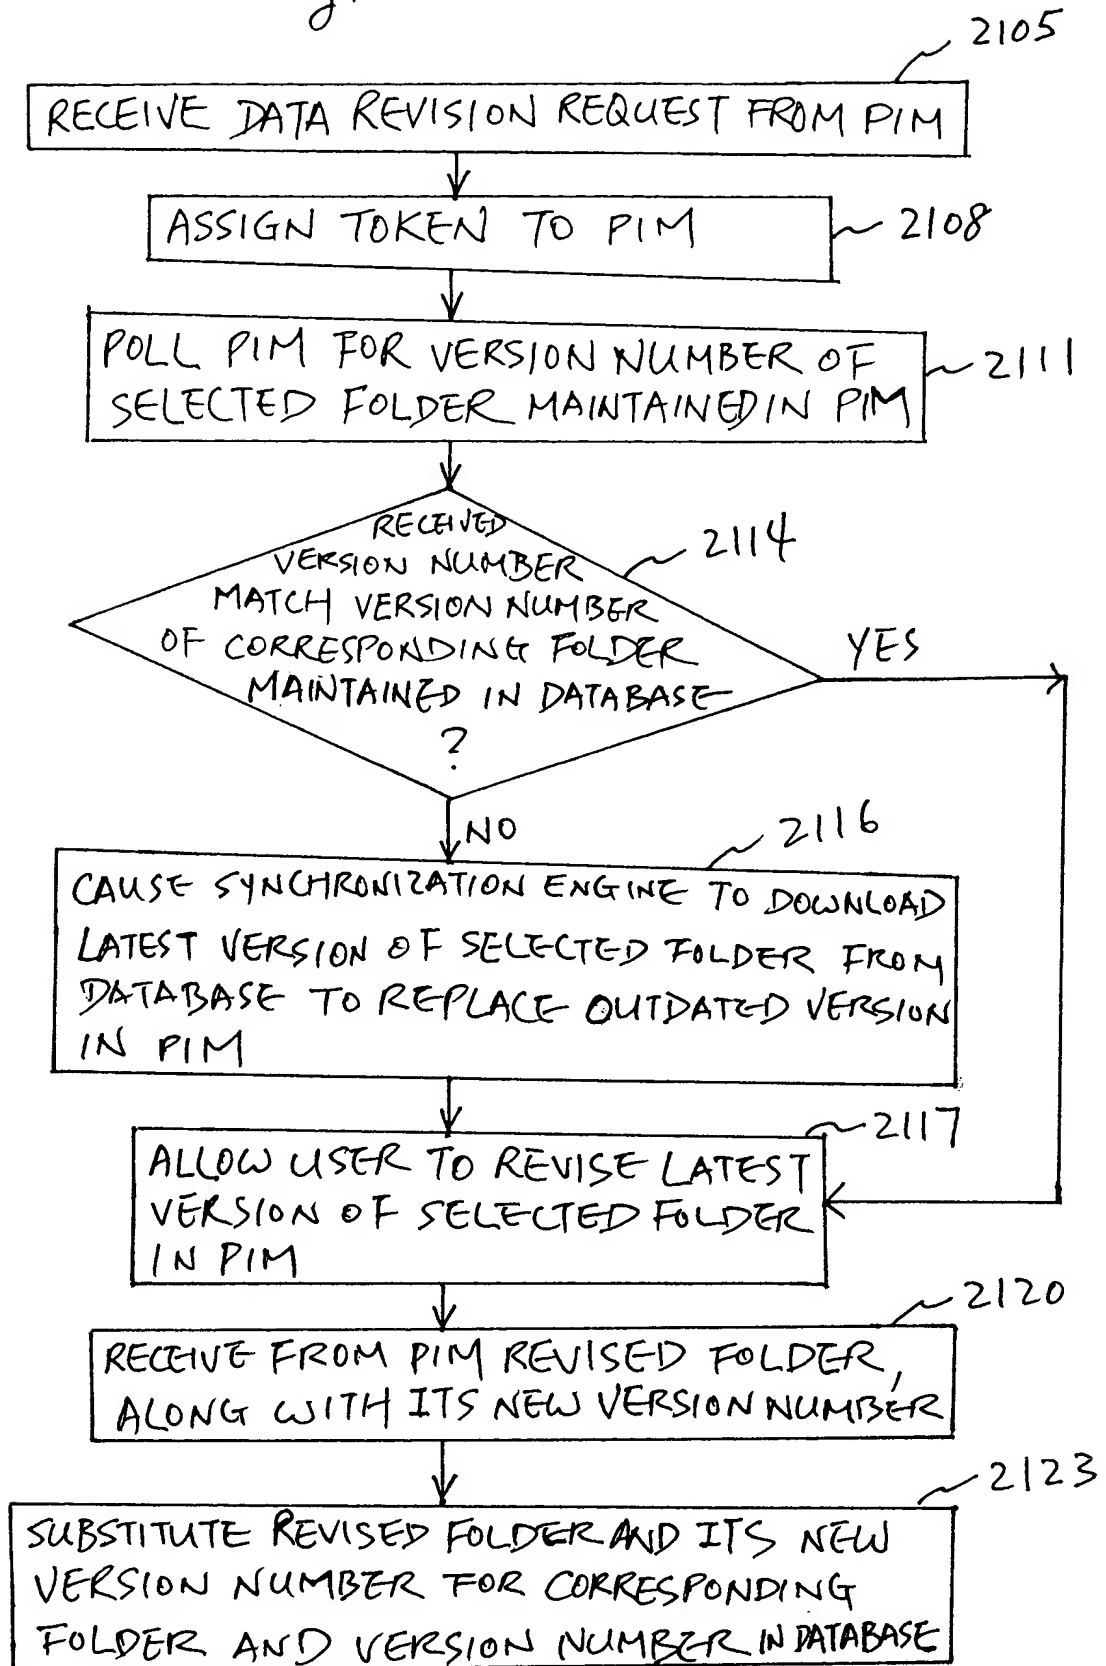 2105
RECEIVE DATA REVISION REQUEST FROM PIM
ASSIGN TOKEN TO PIM
2108
POLL PIM FOR VERSION NUMBER OF
SELECTED FOLDER MAINTAINED IN PIM
2111
RECEIVED
VERSION NUMBER
MATCH VERSION NUMBER
OF CORRESPONDING FOLDER
MAINTAINED IN DATABASE
?
2114
YES
NO
2116
CAUSE SYNCHRONIZATION ENGINE TO DOWNLOAD
LATEST VERSION OF SELECTED FOLDER FROM
DATABASE TO REPLACE OUTDATED VERSION
IN PIM
2117
ALLOW USER TO REVISE LATEST
VERSION OF SELECTED FOLDER
IN PIM
2120
RECEIVE FROM PIM REVISED FOLDER,
ALONG WITH ITS NEW VERSION NUMBER
2123
SUBSTITUTE REVISED FOLDER AND ITS NEW
VERSION NUMBER FOR CORRESPONDING
FOLDER AND VERSION NUMBER IN DATABASE